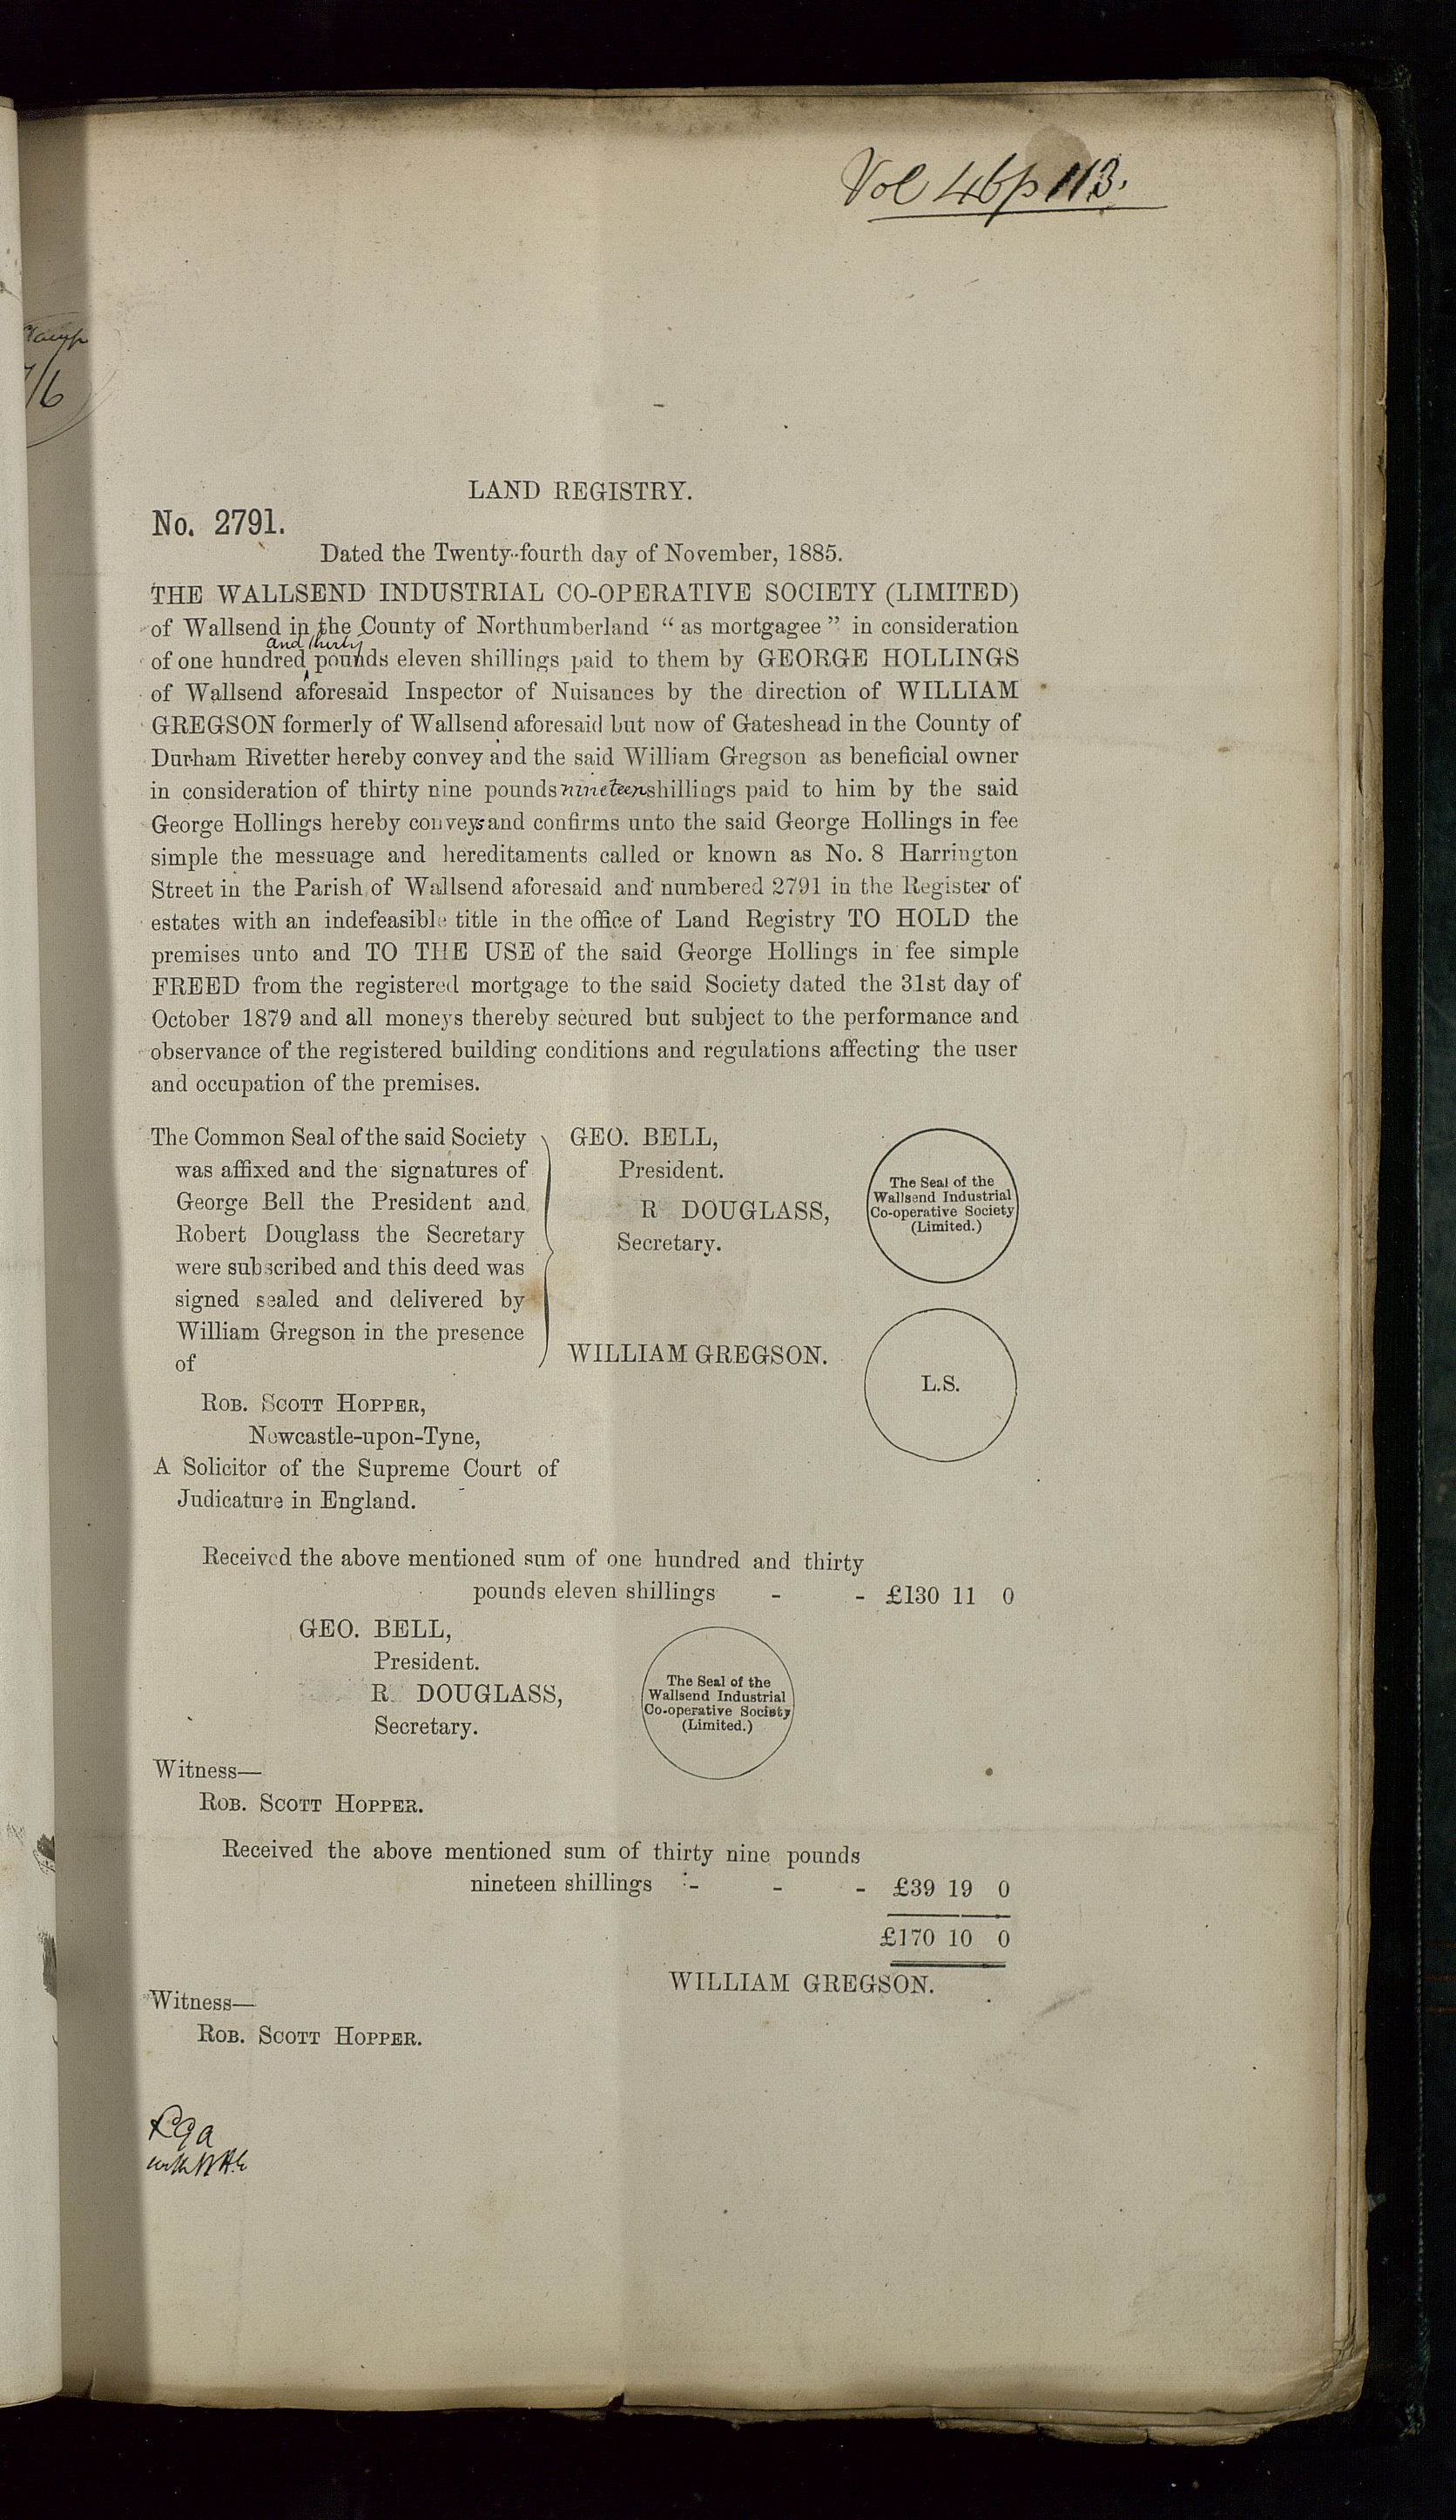 Vol 46 p 113.
Stamp
7/6
LAND REGISTRY.
No. 2791.
Dated the Twenty-fourth day of November, 1885.
THE WALLSEND INDUSTRIAL CO-OPERATIVE SOCIETY (LIMITED)
of Wallsend in the County of Northumberland “ as mortgagee ” in consideration
and thirty
of one hundred pounds eleven shillings paid to them by GEORGE HOLLINGS
of Wallsend aforesaid Inspector of Nuisances by the direction of WILLIAM
GREGSON formerly of Wallsend aforesaid but now of Gateshead in the County of
Durham Rivetter hereby convey and the said William Gregson as beneficial owner
in consideration of thirty nine pounds nineteen shillings paid to him by the said
George Hollings hereby conveys and confirms unto the said George Hollings in fee
simple the messuage and hereditaments called or known as No. 8 Harrington
Street in the Parish of Wallsend aforesaid and numbered 2791 in the Register of
estates with an indefeasible title in the office of Land Registry TO HOLD the
premises unto and TO THE USE of the said George Hollings in fee simple
FREED from the registered mortgage to the said Society dated the 31st day of
October 1879 and all moneys thereby secured but subject to the performance and
observance of the registered building conditions and regulations affecting the user
and occupation of the premises.
The Common Seal of the said Society
was affixed and the signatures of
George Bell the President and
Robert Douglass the Secretary
were subscribed and this deed was
signed sealed and delivered by
William Gregson in the presence
of
GEO. BELL,
President.
R DOUGLASS,
Secretary.
WILLIAM GREGSON.
The Seal of the
Wallsend Industrial
Co-operative Society
(Limited.)
L.S.
ROB. SCOTT HOPPER,
Newcastle-upon-Tyne,
A Solicitor of the Supreme Court of
Judicature in England.
Received the above mentioned sum of one hundred and thirty
pounds eleven shillings - - £130 11 0
GEO. BELL,
President.
R. DOUGLASS,
Secretary.
The Seal of the
Wallsend Industrial
Co-operative Society
(Limited.)
Witness—
ROB. SCOTT HOPPER.
Received the above mentioned sum of thirty nine pounds
nineteen shillings - - - £39 19 0
£170 10 0
WILLIAM GREGSON.
Witness—
ROB. SCOTT HOPPER.